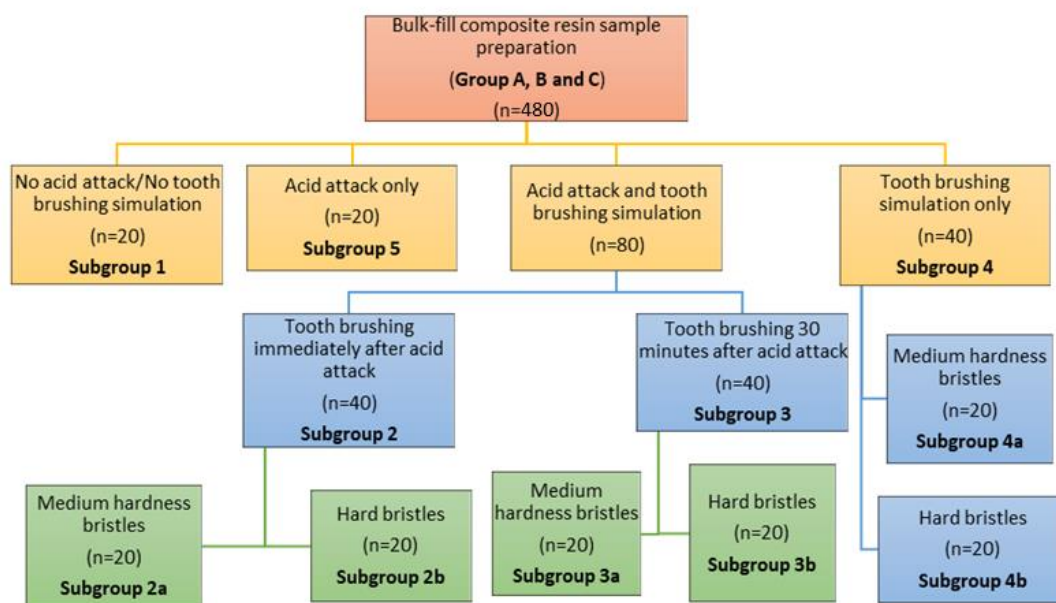 Bulk-fill composite resin sample
preparation
(Group A, B and C)
(n=480)
No acid attack/No tooth
brushing simulation
(n=20)
Subgroup 1
Acid attack only
(n=20)
Subgroup 5
Acid attack and tooth
brushing simulation
(n=80)
Tooth brushing
simulation only
(n=40)
Subgroup 4
Tooth brushing
immediately after acid
attack
(n=40)
Subgroup 2
Tooth brushing 30
minutes after acid attack
(n=40)
Subgroup 3
Medium hardness
bristles
(n=20)
Subgroup 4a
Medium hardness
bristles
(n=20)
Subgroup 2a
Hard bristles
(n=20)
Subgroup 2b
Medium
hardness bristles
(n=20)
Subgroup 3a
Hard bristles
(n=20)
Subgroup 3b
Hard bristles
(n=20)
Subgroup 4b